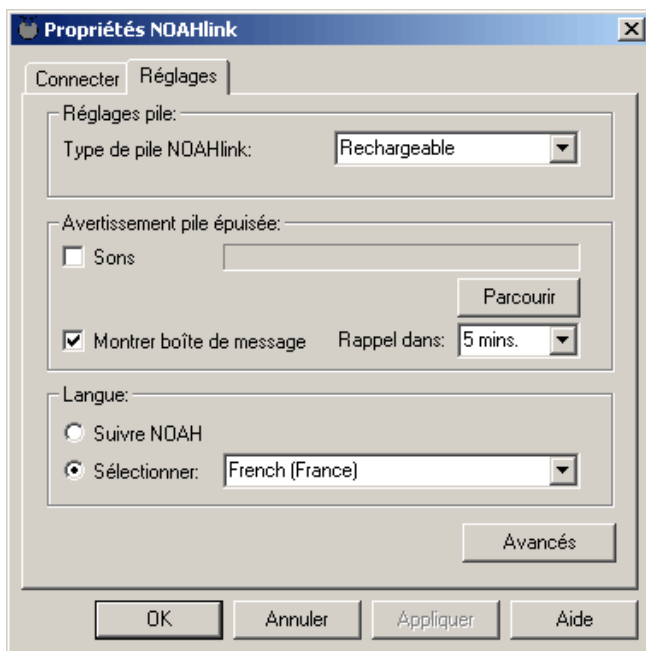 Propriétés NOAHlink
Connecter Réglages
Réglages pile:
Type de pile NOAHlink: Rechargeable
Avertissement pile épuisée:
Sons
Parcourir
Montrer boîte de message Rappel dans: 5 mins.
Langue:
Suivre NOAH
Sélectionner: French (France)
Avancés
OK Annuler Appliquer Aide